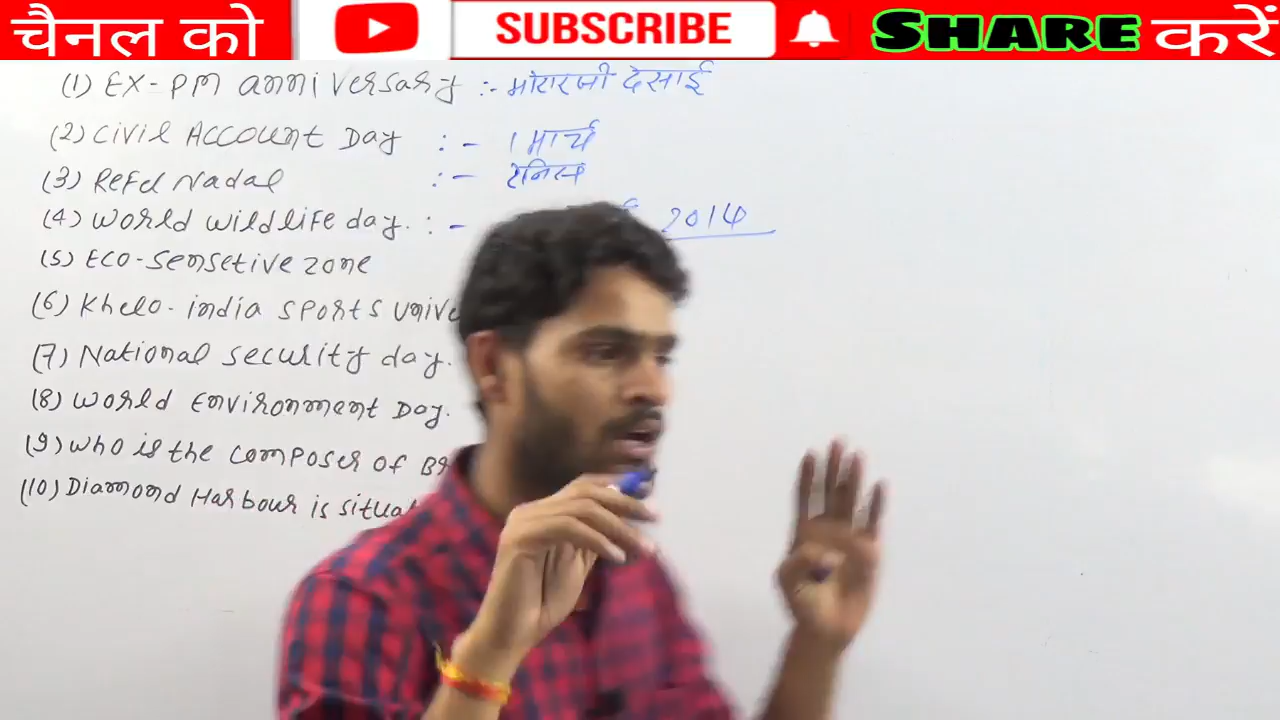 चैनल को SUBSCRIBE SHARE करें
(1) EX-PM anniversary :- मोरारजी देसाई
(2) Civil Account Day :- 1 मार्च
(3) Refel Nadal :- टेनिस
(4) World wildlife day. :- 2014
(5) ECO-Sensetive zone
(6) Khelo-india sports unive
(7) National security day.
(8) World Environment Day.
(9) who is the composer of Br
(10) Diamond Harbour is situa